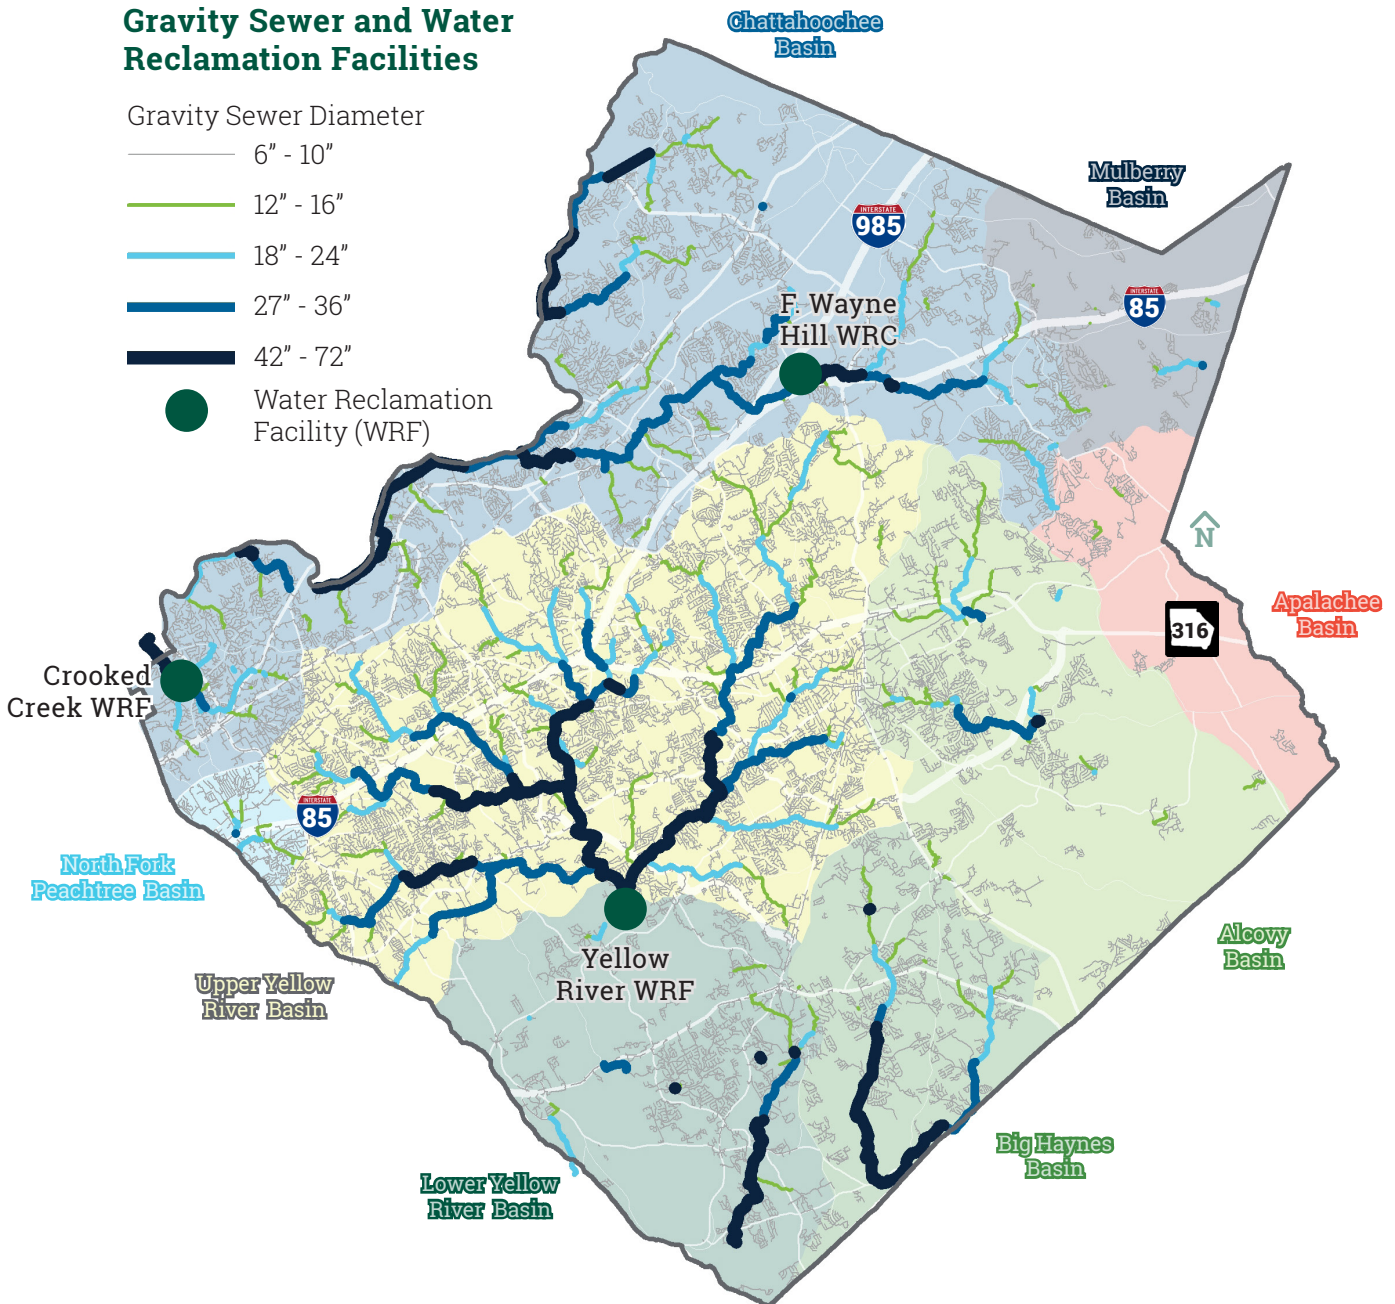 Gravity Sewer and Water
Reclamation Facilities
Gravity Sewer Diameter
6” - 10”
12” - 16”
18” - 24”
27” - 36”
42” - 72”
Water Reclamation
Facility (WRF)
Chattahoochee
Basin
Mulberry
Basin
INTERSTATE
985
INTERSTATE
85
F. Wayne
Hill WRC
N
Apalachee
Basin
316
Crooked
Creek WRF
INTERSTATE
85
North Fork
Peachtree Basin
Upper Yellow
River Basin
Yellow
River WRF
Alcovy
Basin
Big Haynes
Basin
Lower Yellow
River Basin